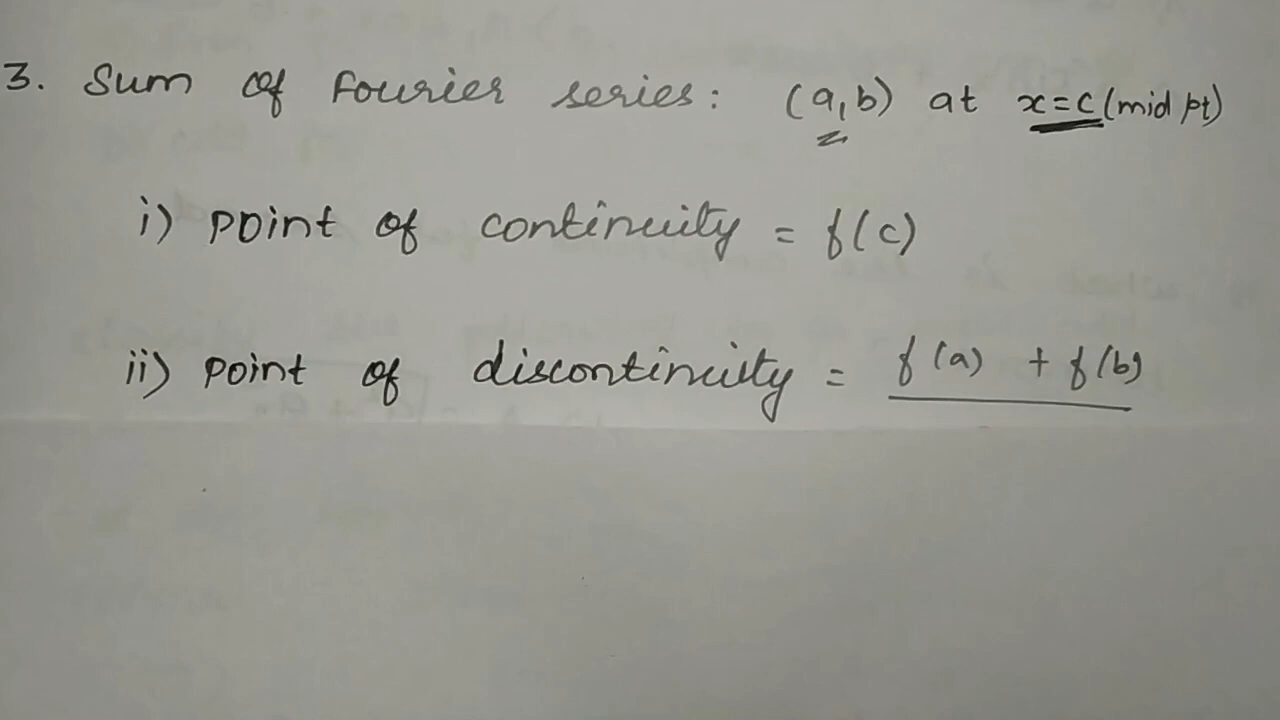 3. Sum of Fourier series: (a,b) at x=c (mid pt)
i) point of continuity = f(c)
ii) point of discontinuity = f(a) + f(b)